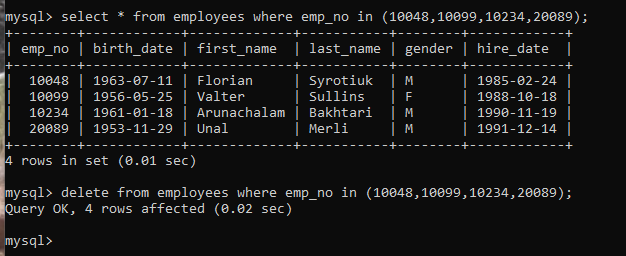 mysql> select * from employees where emp_no in (10048,10099,10234,20089);
+--------+------------+-------------+-----------+--------+------------+
| emp_no | birth_date | first_name  | last_name | gender | hire_date  |
+--------+------------+-------------+-----------+--------+------------+
|  10048 | 1963-07-11 | Florian     | Syrotiuk  | M      | 1985-02-24 |
|  10099 | 1956-05-25 | Valter      | Sullins   | F      | 1988-10-18 |
|  10234 | 1961-01-18 | Arunachalam | Bakhtari  | M      | 1990-11-19 |
|  20089 | 1953-11-29 | Unal        | Merli     | M      | 1991-12-14 |
+--------+------------+-------------+-----------+--------+------------+
4 rows in set (0.01 sec)
mysql> delete from employees where emp_no in (10048,10099,10234,20089);
Query OK, 4 rows affected (0.02 sec)
mysql>